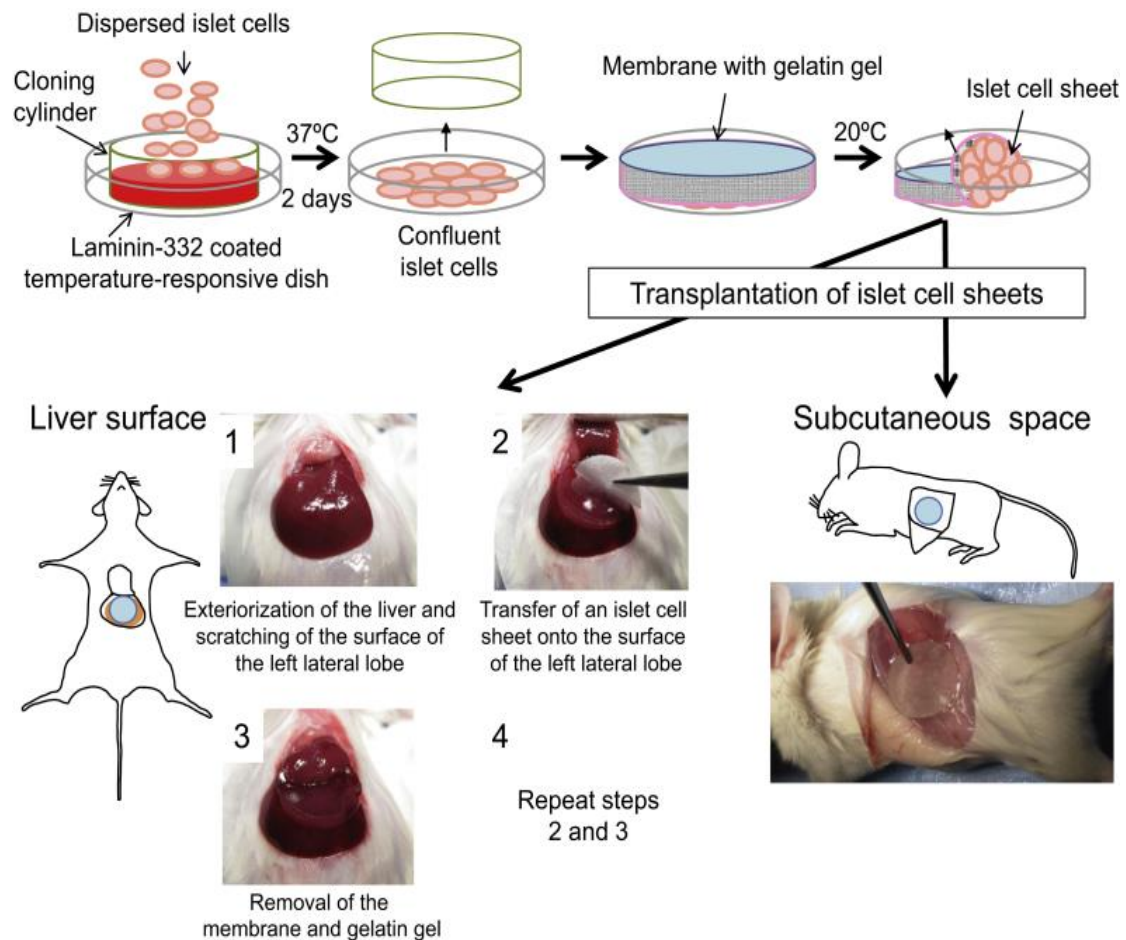 Dispersed islet cells
Cloning
cylinder
37ºC
2 days
Laminin-332 coated
temperature-responsive dish
Confluent
islet cells
Membrane with gelatin gel
20ºC
Islet cell sheet
Transplantation of islet cell sheets
Liver surface
1
Exteriorization of the liver and
scratching of the surface of
the left lateral lobe
2
Transfer of an islet cell
sheet onto the surface
of the left lateral lobe
3
Removal of the
membrane and gelatin gel
4
Repeat steps
2 and 3
Subcutaneous space